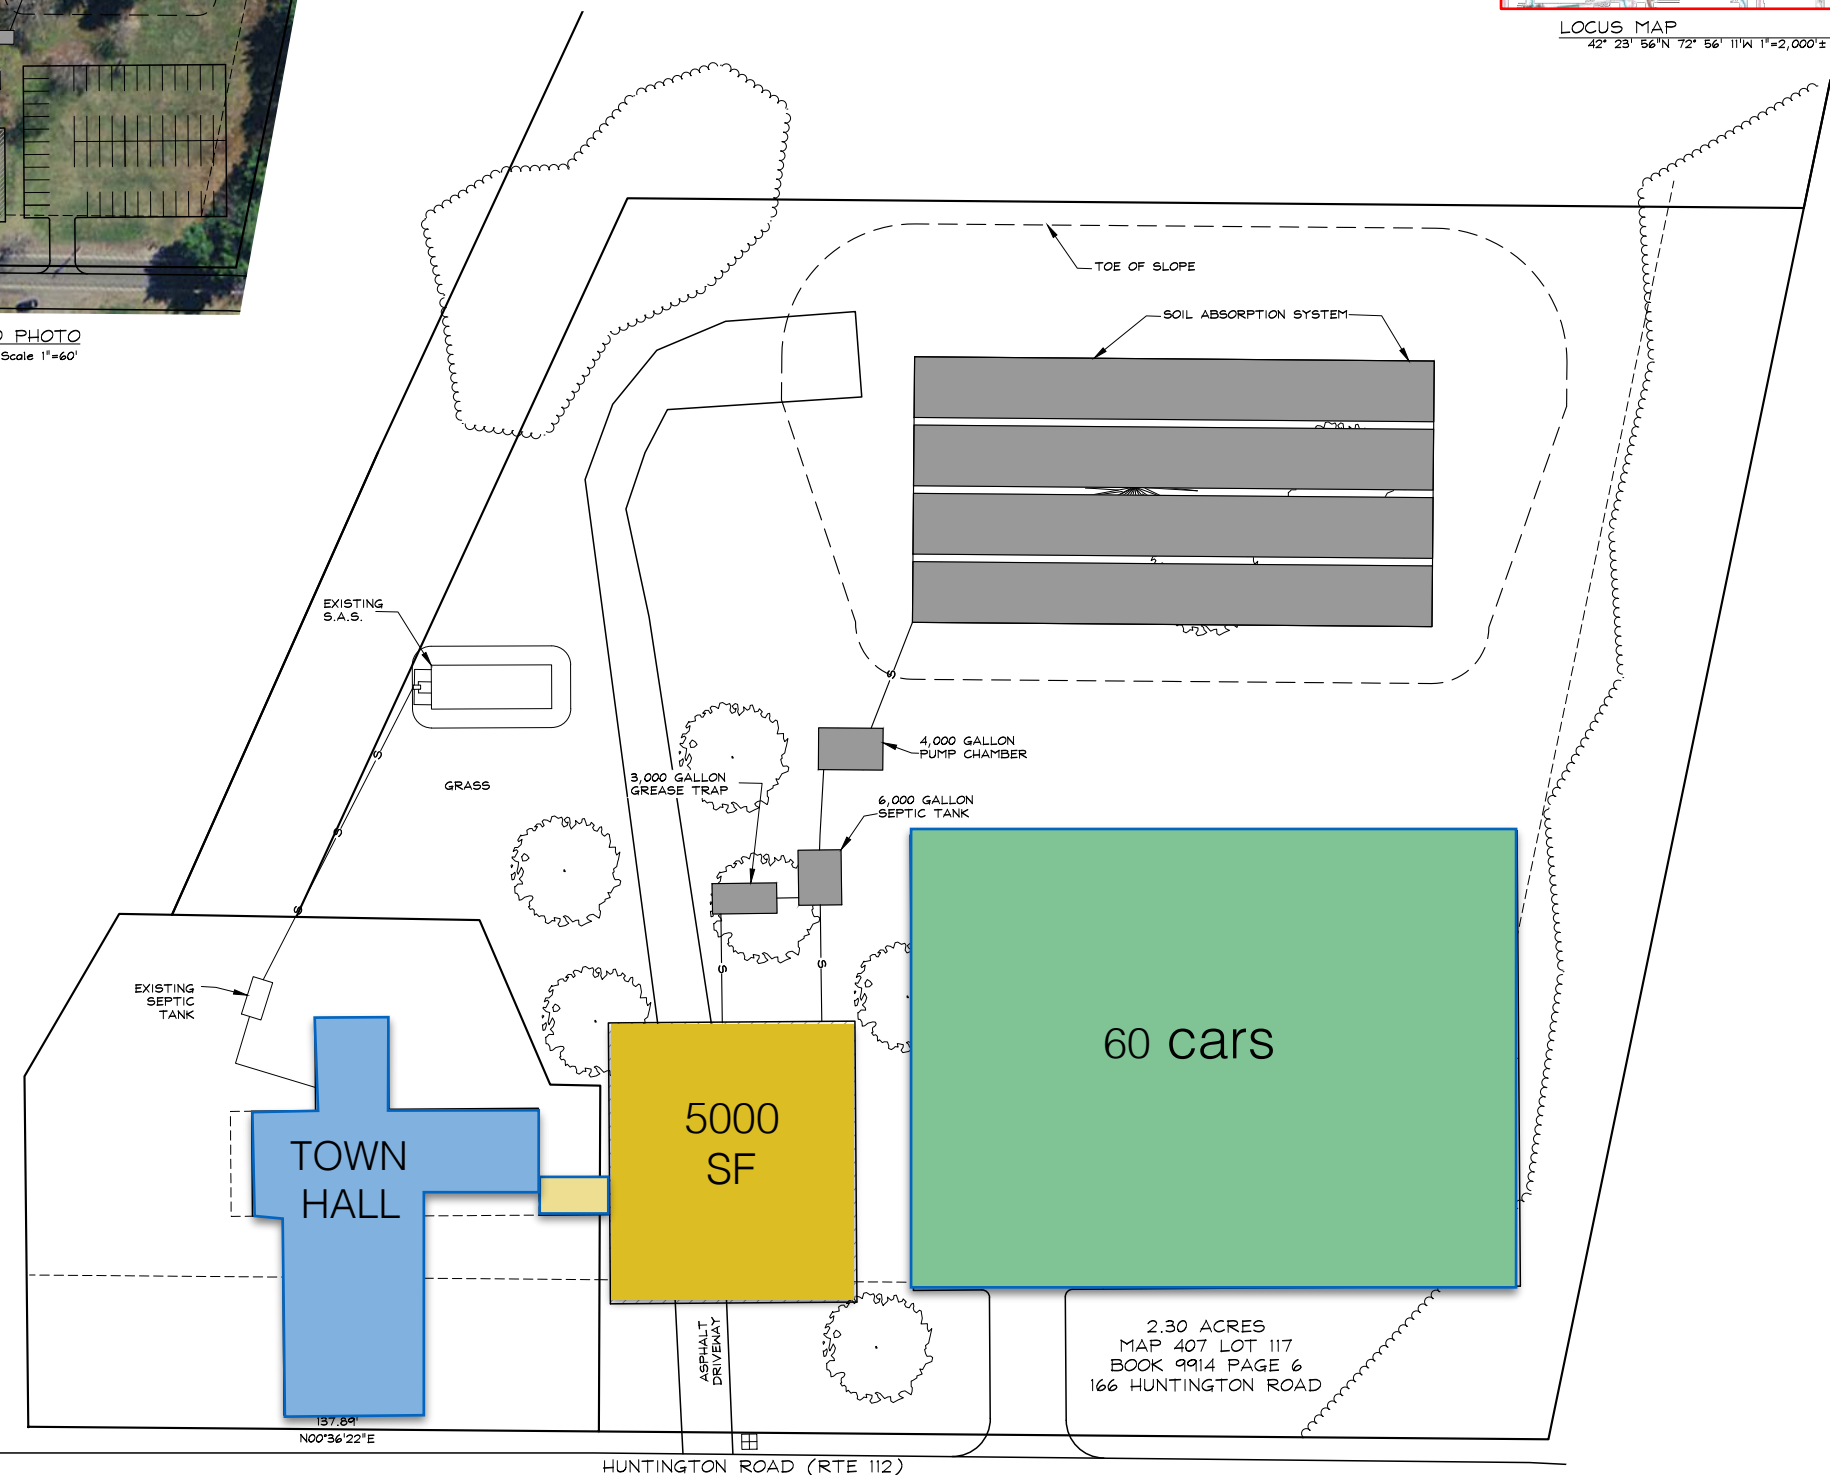 LOCUS MAP
42° 23' 56"N 72° 56' 11"W 1"=2,000'±
PHOTO
Scale 1"=60'
TOE OF SLOPE
SOIL ABSORPTION SYSTEM
EXISTING
S.A.S.
S
S
4,000 GALLON
PUMP CHAMBER
3,000 GALLON
GREASE TRAP
GRASS
6,000 GALLON
SEPTIC TANK
S
S
S
S
EXISTING
SEPTIC
TANK
60 cars
5000
SF
TOWN
HALL
ASPHALT
DRIVEWAY
2.30 ACRES
MAP 407 LOT 117
BOOK 9914 PAGE 6
166 HUNTINGTON ROAD
137.89'
N00°36'22"E
HUNTINGTON ROAD (RTE 112)